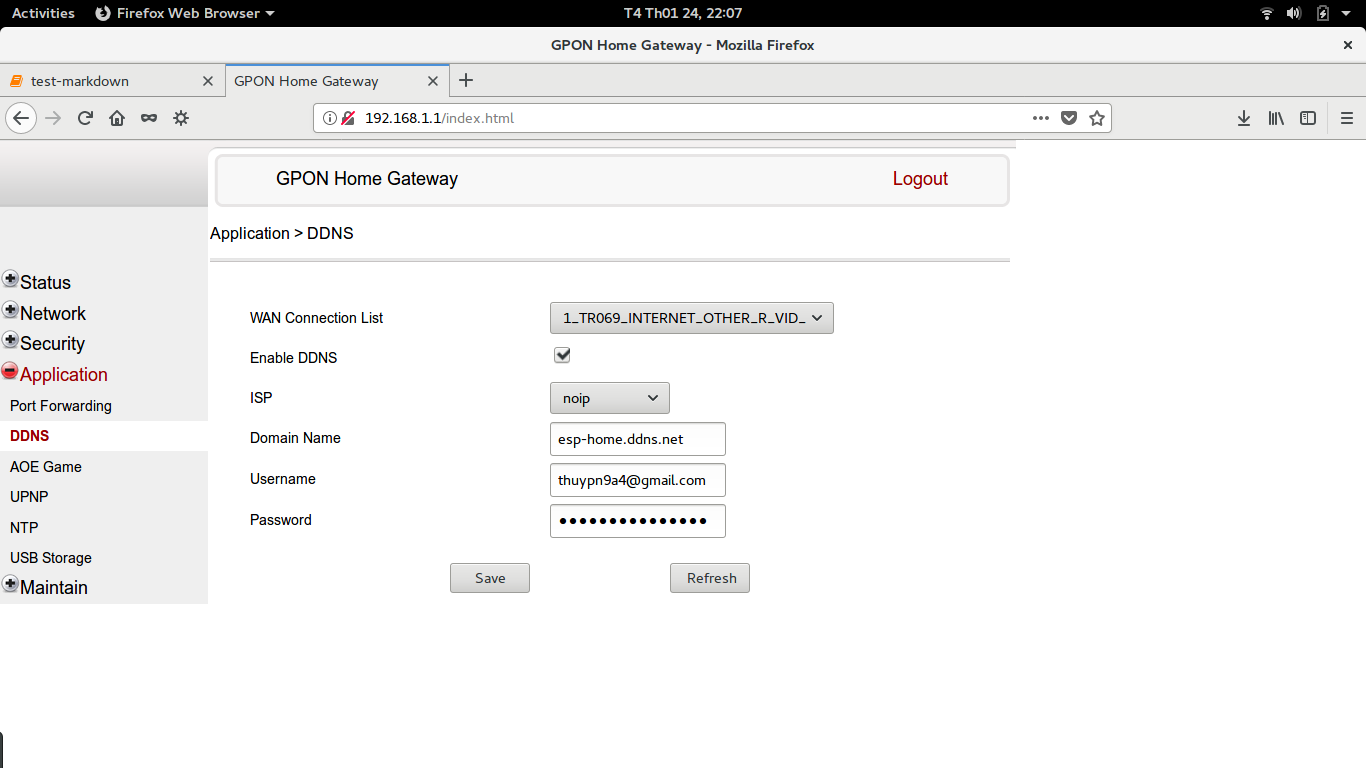 Activities Firefox Web Browser T4 Th01 24, 22:07
GPON Home Gateway - Mozilla Firefox
test-markdown GPON Home Gateway
192.168.1.1/index.html
GPON Home Gateway Logout
Application > DDNS
Status
Network
Security
Application
Port Forwarding
DDNS
AOE Game
UPNP
NTP
USB Storage
Maintain
WAN Connection List 1_TR069_INTERNET_OTHER_R_VID_
Enable DDNS
ISP noip
Domain Name esp-home.ddns.net
Username thuypn9a4@gmail.com
Password
Save Refresh